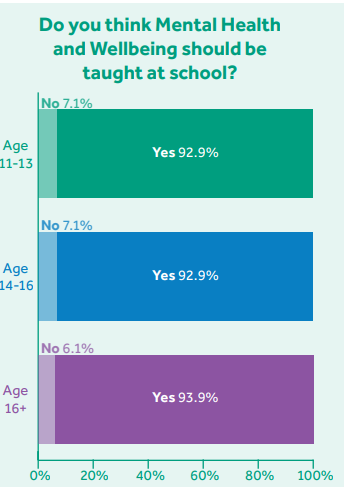 Do you think Mental Health
and Wellbeing should be
taught at school?
No 7.1%
Age
11-13
Yes 92.9%
No 7.1%
Age
14-16
Yes 92.9%
No 6.1%
Age
16+
Yes 93.9%
0% 20% 40% 60% 80% 100%